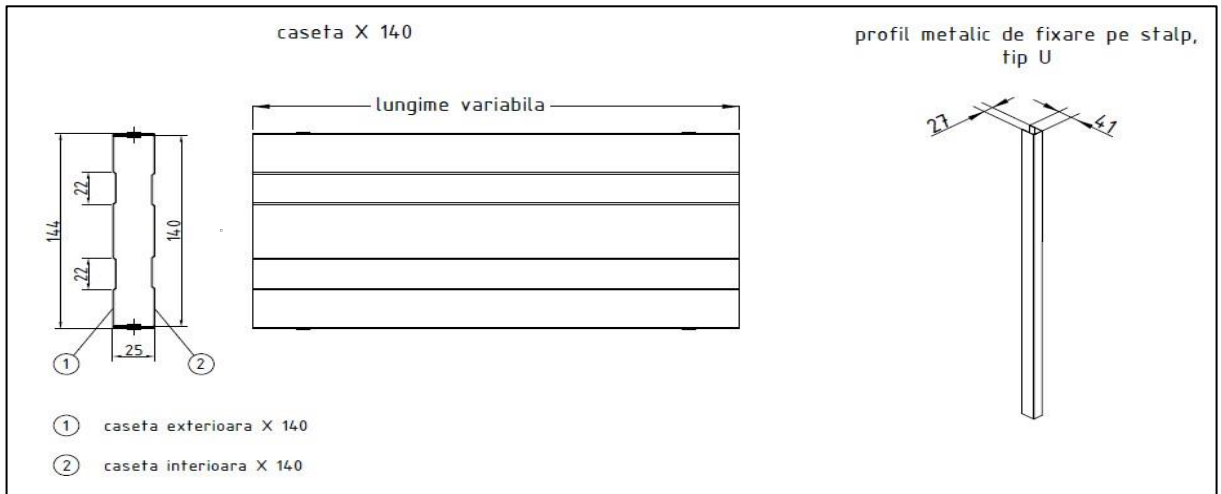 caseta X 140
profil metalic de fixare pe stalp,
tip U
lungime variabila
27
41
22
144
140
22
25
1
2
1 caseta exterioara X 140
2 caseta interioara X 140